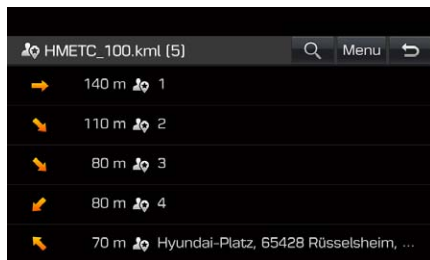 HMETC_100.kml (5) Menu
140 m 1
110 m 2
80 m 3
80 m 4
70 m Hyundai-Platz, 65428 Rüsselsheim, ...